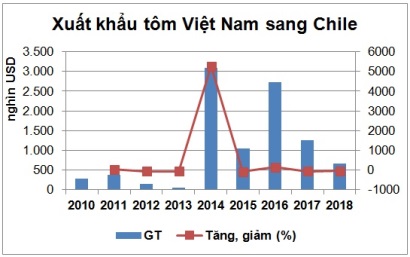 Xuất khẩu tôm Việt Nam sang Chile
nghìn USD
3.500 6000
3.000 5000
2.500 4000
2.000 3000
1.500 2000
1.000 1000
500 0
0 -1000
2010 2011 2012 2013 2014 2015 2016 2017 2018
GT Tăng, giảm (%)